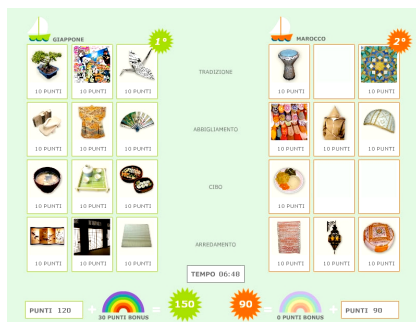 GIAPPONE
1°
MAROCCO
2°
10 PUNTI 10 PUNTI 10 PUNTI
TRADIZIONE
10 PUNTI 10 PUNTI
10 PUNTI 10 PUNTI 10 PUNTI
ABBIGLIAMENTO
10 PUNTI 10 PUNTI 10 PUNTI
10 PUNTI 10 PUNTI 10 PUNTI
CIBO
10 PUNTI
10 PUNTI 10 PUNTI 10 PUNTI
ARREDAMENTO
10 PUNTI 10 PUNTI 10 PUNTI
TEMPO 06:48
PUNTI 120
+
30 PUNTI BONUS
=
150
90
=
0 PUNTI BONUS
+
PUNTI 90